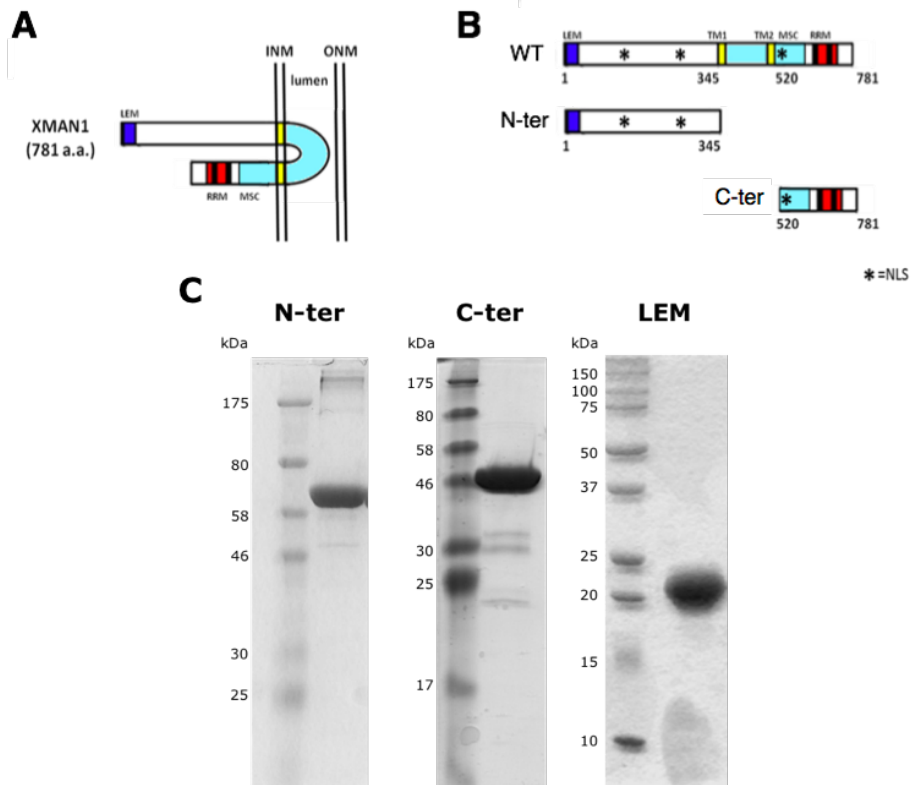 A
INM ONM
lumen
LEM
XMAN1
(781 a.a.)
RRM MSC
B
LEM TM1 TM2 MSC RRM
WT
* * *
1 345 520 781
N-ter
* *
1 345
C-ter
*
520 781
*=NLS
C
N-ter C-ter LEM
kDa kDa kDa
175
80
58
46
30
25
175
80
58
46
30
25
17
150
100
75
50
37
25
20
15
10